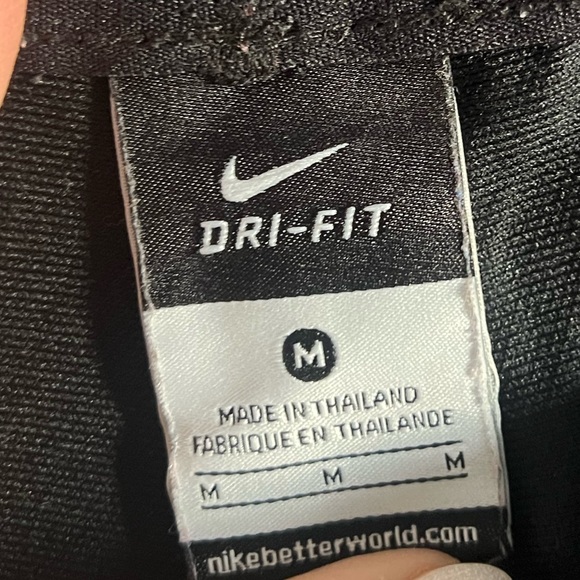 DRI-FIT
M
MADE IN THAILAND
FABRIQUE EN THAILANDE
M M M
nikebetterworld.com